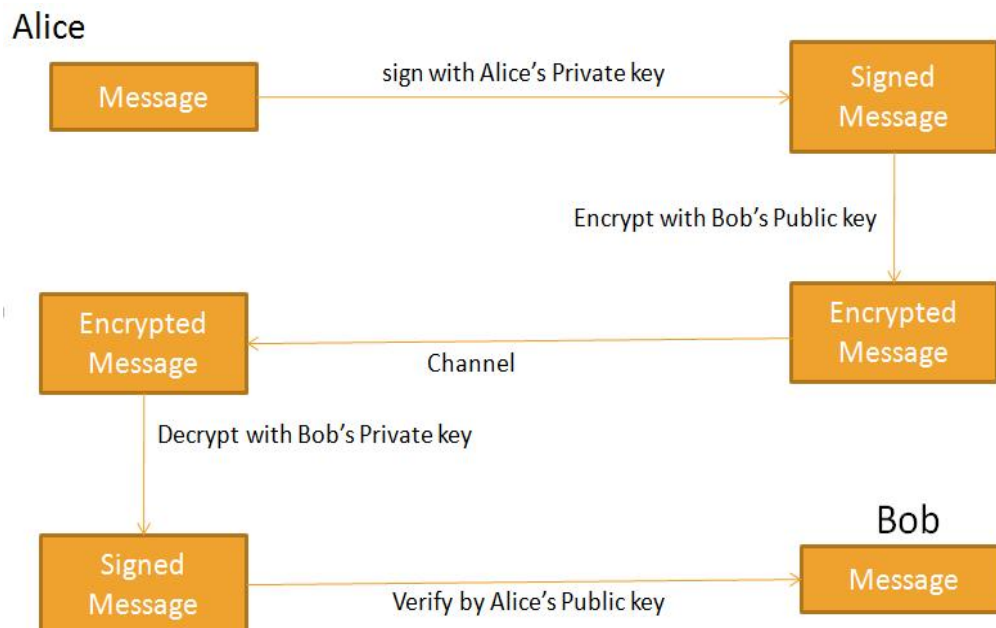 Alice
Message
sign with Alice's Private key
Signed
Message
Encrypt with Bob's Public key
Encrypted
Message
Channel
Encrypted
Message
Decrypt with Bob's Private key
Signed
Message
Verify by Alice's Public key
Bob
Message